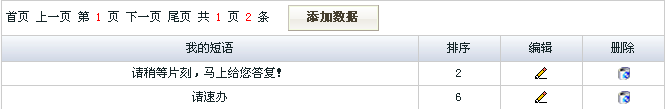 首页 上一页 第 1 页 下一页 尾页 共 1 页 2 条 添加数据
我的短语 排序 编辑 删除
请稍等片刻，马上给您答复！ 2
请速办 6